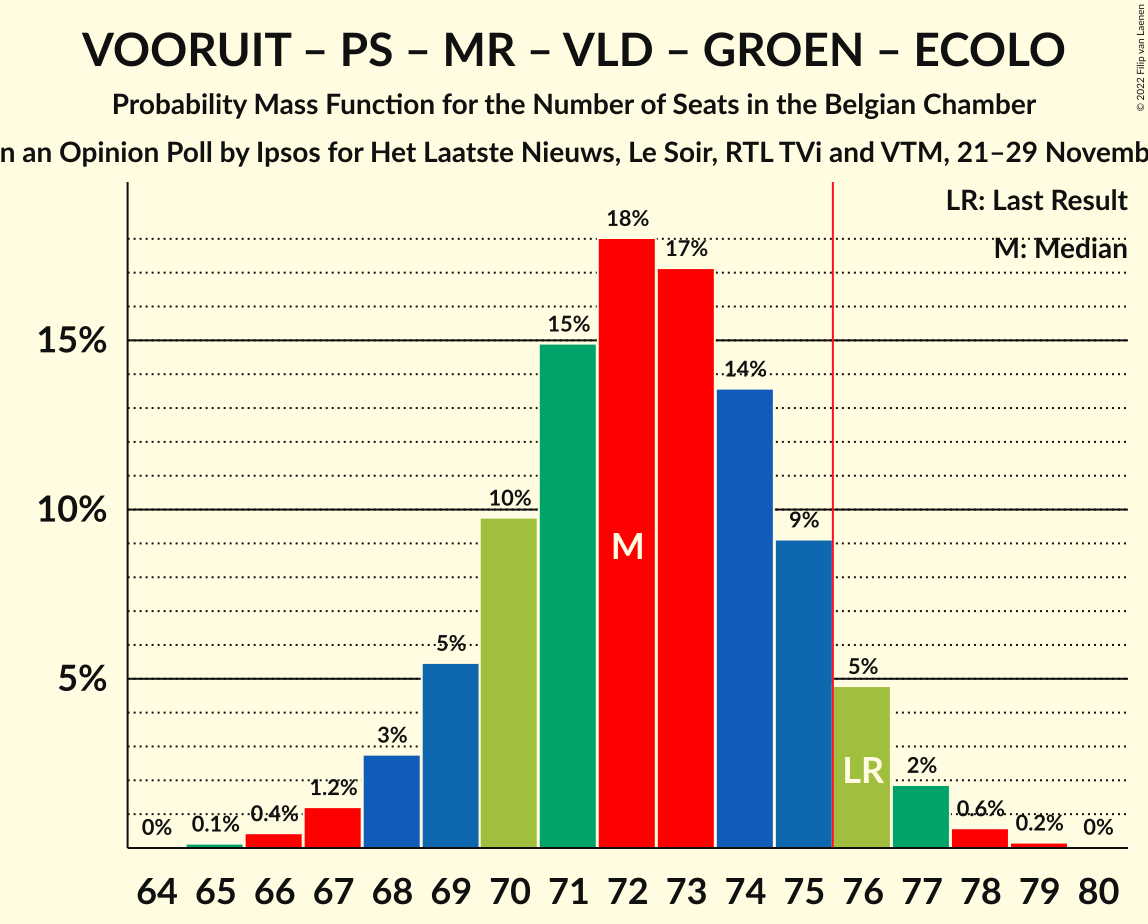 VOORUIT – PS – MR – VLD – GROEN – ECOLO
Probability Mass Function for the Number of Seats in the Belgian Chamber
n an Opinion Poll by Ipsos for Het Laatste Nieuws, Le Soir, RTL TVi and VTM, 21–29 Novemb
© 2022 Filip van Laenen
LR: Last Result
M: Median
15%
10%
5%
0% 0.1% 0.4% 1.2% 3% 5% 10% 15% 18% 17% 14% 9% 5% 2% 0.6% 0.2% 0%
M
LR
64 65 66 67 68 69 70 71 72 73 74 75 76 77 78 79 80